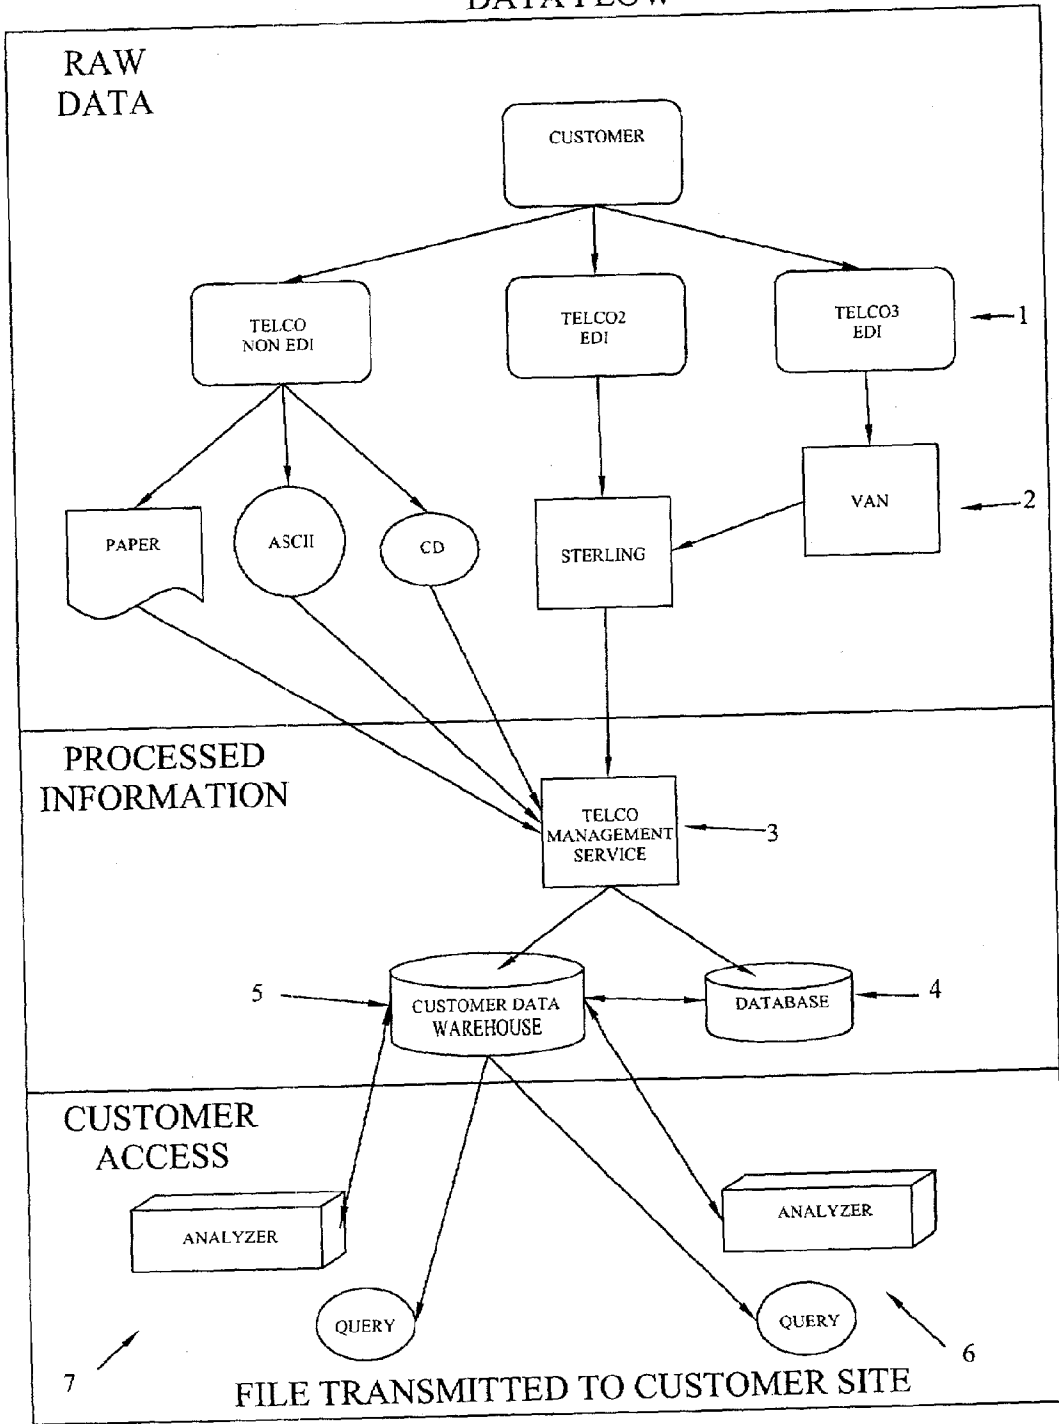 DATA FLOW
RAW
DATA
CUSTOMER
TELCO
NON EDI
TELCO2
EDI
TELCO3
EDI
1
PAPER
ASCII
CD
STERLING
VAN
2
PROCESSED
INFORMATION
TELCO
MANAGEMENT
SERVICE
3
5
CUSTOMER DATA
WAREHOUSE
DATABASE
4
CUSTOMER
ACCESS
ANALYZER
ANALYZER
QUERY
QUERY
7
6
FILE TRANSMITTED TO CUSTOMER SITE